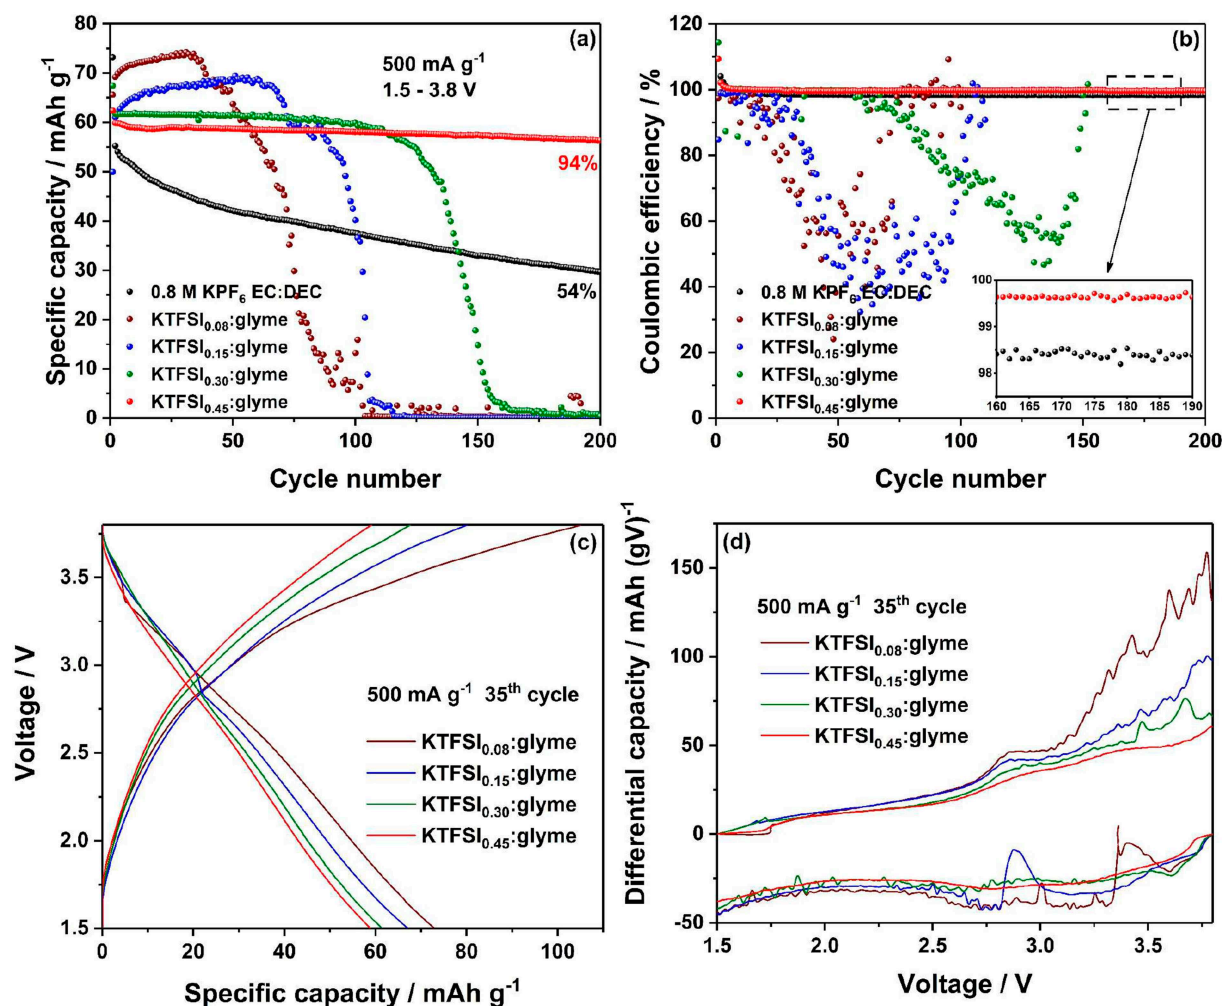 (a)
500 mA g⁻¹
1.5 - 3.8 V
94%
54%
0.8 M KPF₆ EC:DEC
KTFSI₀.₀₈:glyme
KTFSI₀.₁₅:glyme
KTFSI₀.₃₀:glyme
KTFSI₀.₄₅:glyme
Specific capacity / mAh g⁻¹
80
70
60
50
40
30
20
10
0
0 50 100 150 200
Cycle number
(b)
Coulombic efficiency / %
120
100
80
60
40
20
0
0.8 M KPF₆ EC:DEC
KTFSI₀.₀₈:glyme
KTFSI₀.₁₅:glyme
KTFSI₀.₃₀:glyme
KTFSI₀.₄₅:glyme
100
99
98
160 165 170 175 180 185 190
0 50 100 150 200
Cycle number
(c)
Voltage / V
3.5
3.0
2.5
2.0
1.5
500 mA g⁻¹ 35ᵗʰ cycle
KTFSI₀.₀₈:glyme
KTFSI₀.₁₅:glyme
KTFSI₀.₃₀:glyme
KTFSI₀.₄₅:glyme
0 20 40 60 80 100
Specific capacity / mAh g⁻¹
(d)
Differential capacity / mAh (gV)⁻¹
150
100
50
0
-50
500 mA g⁻¹ 35ᵗʰ cycle
KTFSI₀.₀₈:glyme
KTFSI₀.₁₅:glyme
KTFSI₀.₃₀:glyme
KTFSI₀.₄₅:glyme
1.5 2.0 2.5 3.0 3.5
Voltage / V